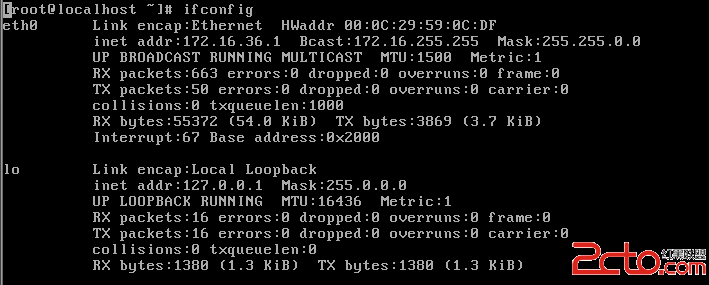 [root@localhost ~]# ifconfig
eth0 Link encap:Ethernet HWaddr 00:0C:29:59:0C:DF
inet addr:172.16.36.1 Bcast:172.16.255.255 Mask:255.255.0.0
UP BROADCAST RUNNING MULTICAST MTU:1500 Metric:1
RX packets:663 errors:0 dropped:0 overruns:0 frame:0
TX packets:50 errors:0 dropped:0 overruns:0 carrier:0
collisions:0 txqueuelen:1000
RX bytes:55372 (54.0 KiB) TX bytes:3869 (3.7 KiB)
Interrupt:67 Base address:0x2000
lo Link encap:Local Loopback
inet addr:127.0.0.1 Mask:255.0.0.0
UP LOOPBACK RUNNING MTU:16436 Metric:1
RX packets:16 errors:0 dropped:0 overruns:0 frame:0
TX packets:16 errors:0 dropped:0 overruns:0 carrier:0
collisions:0 txqueuelen:0
RX bytes:1380 (1.3 KiB) TX bytes:1380 (1.3 KiB)
2cto.com